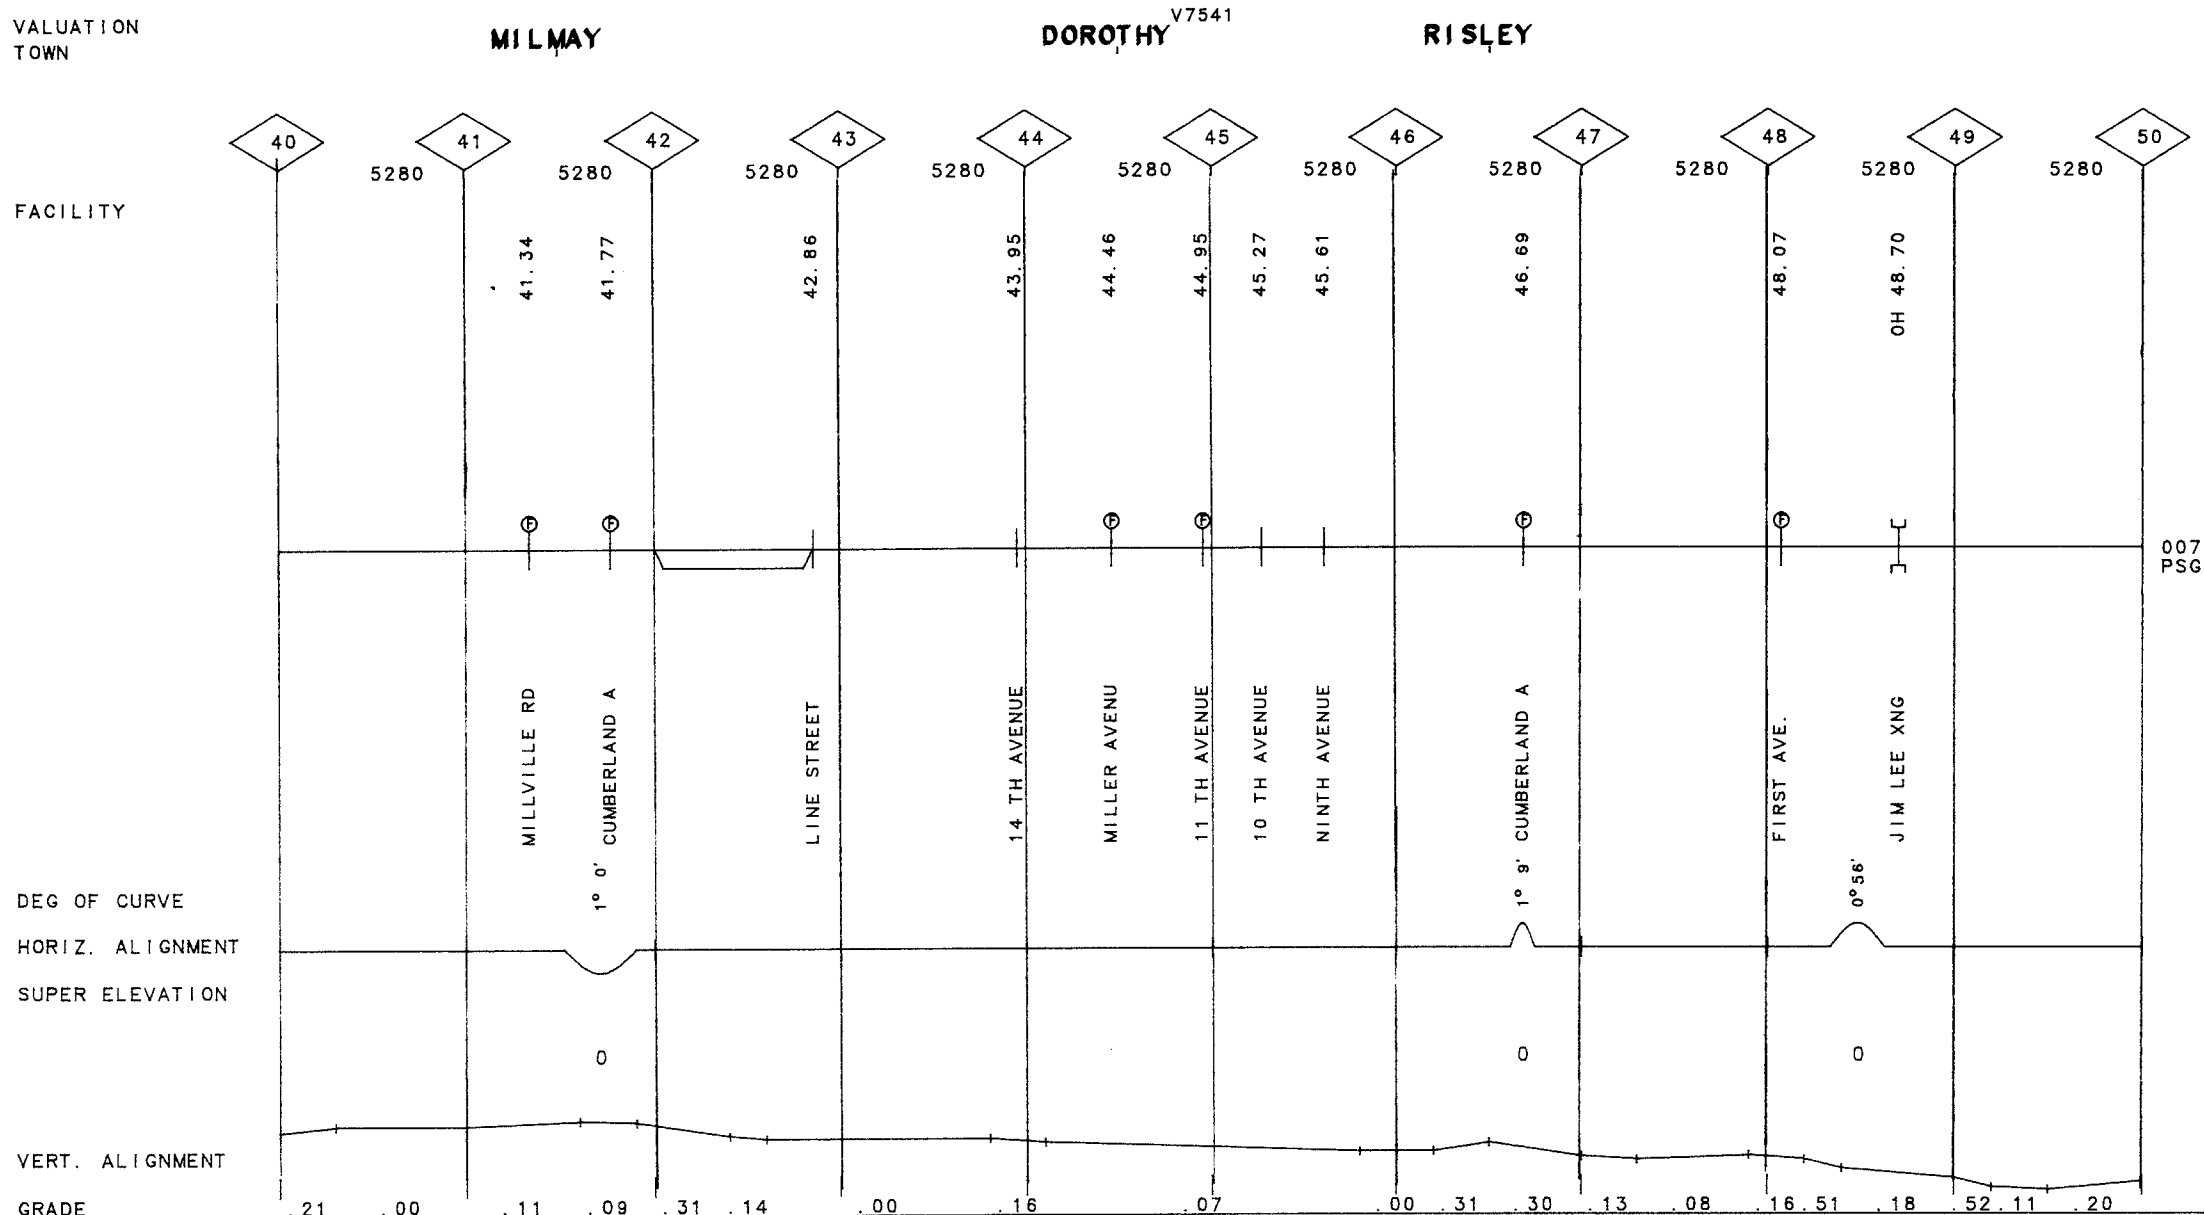 VALUATION V7541
TOWN MILMAY DOROTHY RISLEY
40 41 42 43 44 45 46 47 48 49 50
5280 5280 5280 5280 5280 5280 5280 5280 5280 5280
FACILITY
41.34 41.77 42.86 43.95 44.46 44.95 45.27 45.61 46.69 48.07 OH 48.70
F F F F F F
007
PSG
MILLVILLE RD
CUMBERLAND A
LINE STREET
14 TH AVENUE
MILLER AVENU
11 TH AVENUE
10 TH AVENUE
NINTH AVENUE
CUMBERLAND A
FIRST AVE.
JIM LEE XNG
DEG OF CURVE 1° 0' 1° 9' 0°56'
HORIZ. ALIGNMENT
SUPER ELEVATION
0 0 0
VERT. ALIGNMENT
GRADE .21 .00 .11 .09 .31 .14 .00 .16 .07 .00 .31 .30 .13 .08 .16 .51 .18 .52 .11 .20